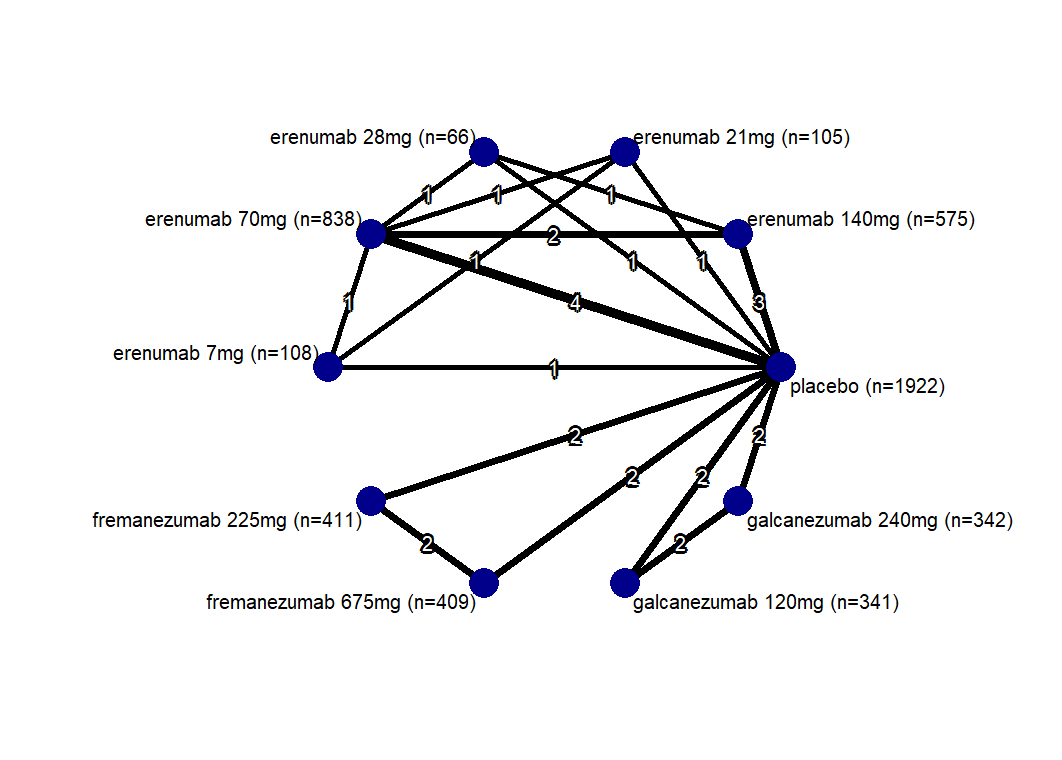 erenumab 28mg (n=66)
erenumab 21mg (n=105)
1
1
1
erenumab 70mg (n=838)
erenumab 140mg (n=575)
2
1
1
1
1
4
3
erenumab 7mg (n=108)
1
placebo (n=1922)
2
2
2
2
fremanezumab 225mg (n=411)
galcanezumab 240mg (n=342)
2
2
fremanezumab 675mg (n=409)
galcanezumab 120mg (n=341)